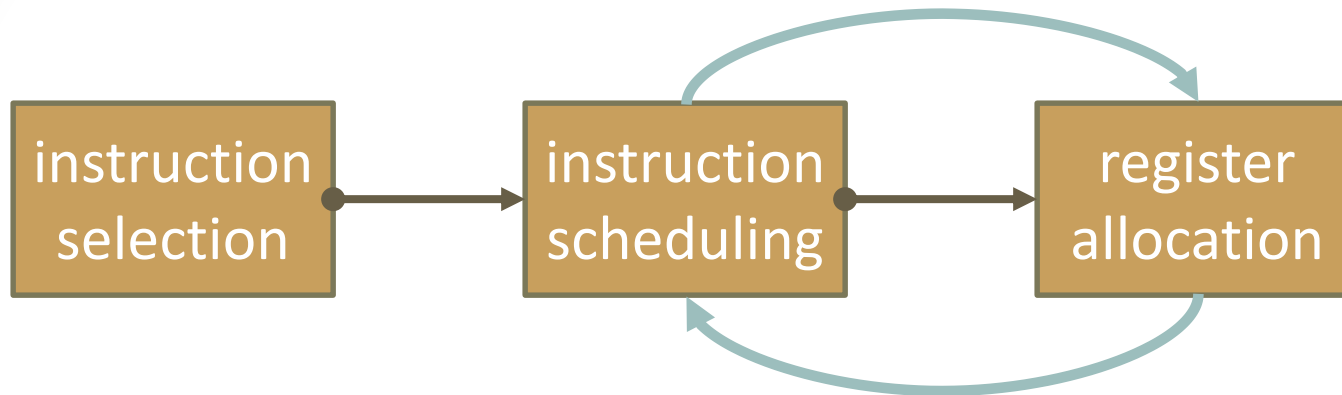 instruction
selection
instruction
scheduling
register
allocation